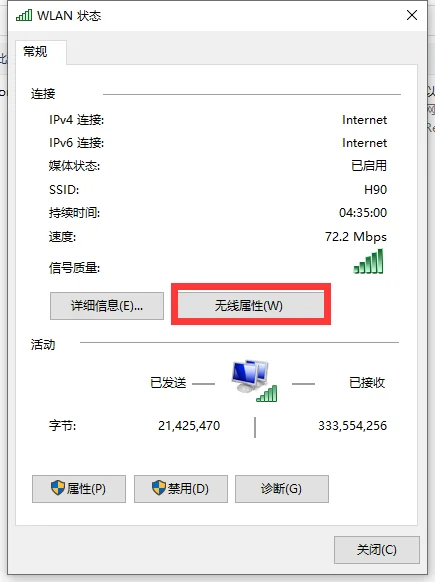 WLAN 状态
常规
连接
IPv4 连接: Internet
IPv6 连接: Internet
媒体状态: 已启用
SSID: H90
持续时间: 04:35:00
速度: 72.2 Mbps
信号质量:
详细信息(E)... 无线属性(W)
活动
已发送 已接收
字节: 21,425,470 333,554,256
属性(P) 禁用(D) 诊断(G)
关闭(C)